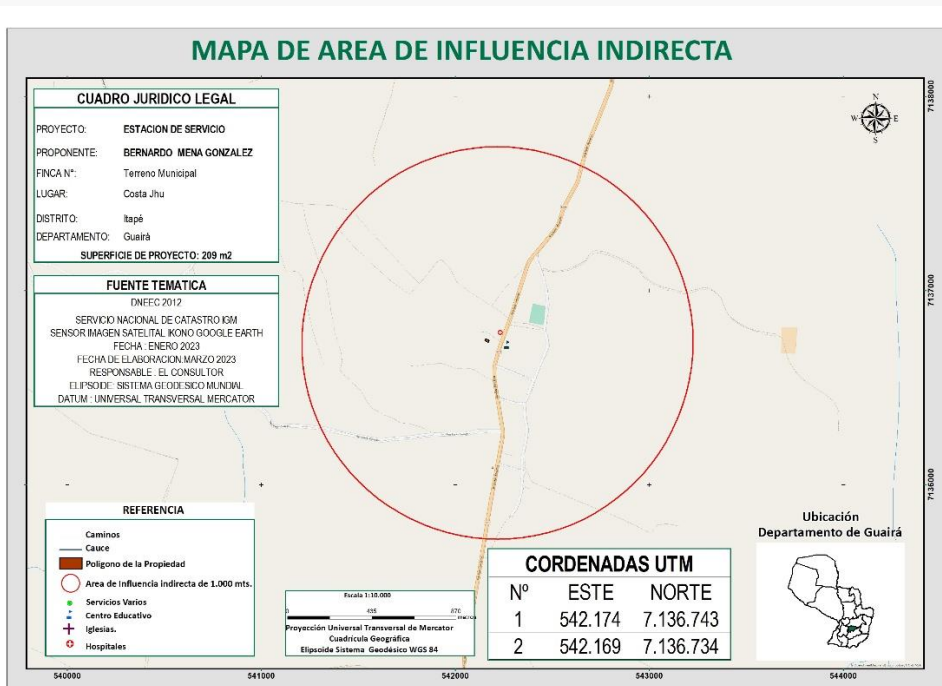 MAPA DE AREA DE INFLUENCIA INDIRECTA
CUADRO JURIDICO LEGAL
PROYECTO: ESTACION DE SERVICIO
PROPONENTE: BERNARDO MENA GONZALEZ
FINCA Nº: Terreno Municipal
LUGAR: Costa Jhu
DISTRITO: Itapé
DEPARTAMENTO: Guairá
SUPERFICIE DE PROYECTO: 209 m2
FUENTE TEMATICA
DNEEC 2012
SERVICIO NACIONAL DE CATASTRO IGM
SENSOR IMAGEN SATELITAL IKONO GOOGLE EARTH
FECHA : ENERO 2023
FECHA DE ELABORACION:MARZO 2023
RESPONSABLE : EL CONSULTOR
ELIPSOIDE: SISTEMA GEODESICO MUNDIAL
DATUM : UNIVERSAL TRANSVERSAL MERCATOR
REFERENCIA
Caminos
Cauce
Poligono de la Propiedad
Area de Influencia indirecta de 1.000 mts.
Servicios Varios
Centro Educativo
Iglesias.
Hospitales
Escala 1:10.000
0 435 870
Proyección Universal Transversal de Mercator
Cuadrícula Geográfica
Elipsoide Sistema Geodésico WGS 84
CORDENADAS UTM
Nº ESTE NORTE
1 542.174 7.136.743
2 542.169 7.136.734
N
W E
S
Ubicación
Departamento de Guairá
7138000
7137000
7136000
540000 541000 542000 543000 544000